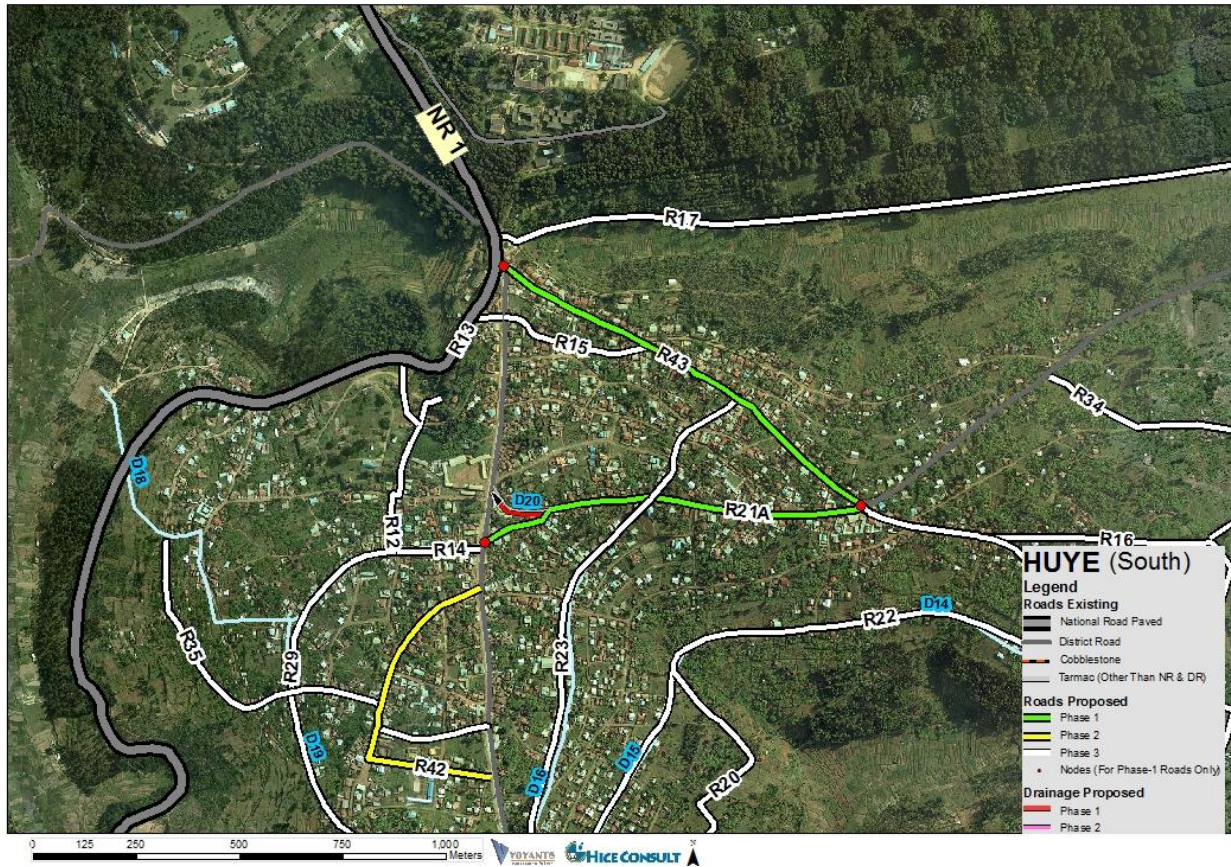 NR 1
R17
R13
R15
R43
R34
D18
D20
R21A
R12
R14
R16
D14
R22
R35
R29
R23
D19
R42
D16
D15
R20
HUYE (South)
Legend
Roads Existing
National Road Paved
District Road
Cobblestone
Tarmac (Other Than NR & DR)
Roads Proposed
Phase 1
Phase 2
Phase 3
Nodes (For Phase-1 Roads Only)
Drainage Proposed
Phase 1
Phase 2
0 125 250 500 750 1,000
Meters
VOYANTS
HICE CONSULT